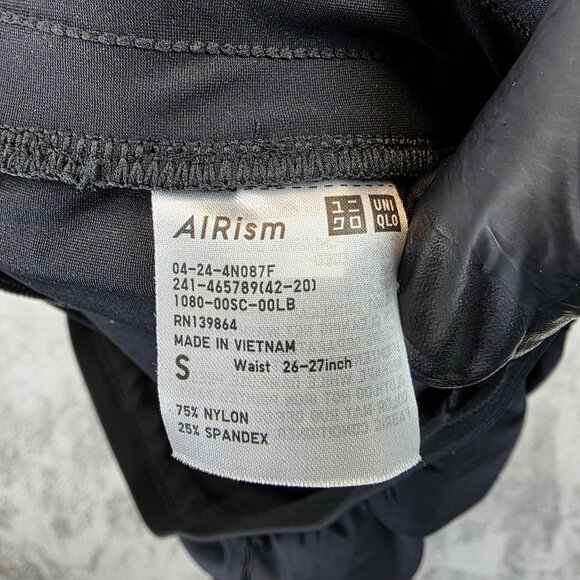 AIRism ユニ UNI
クロ QLO
04-24-4N087F
241-465789(42-20)
1080-00SC-00LB
RN139864
MADE IN VIETNAM
S Waist 26-27inch
75% NYLON
25% SPANDEX